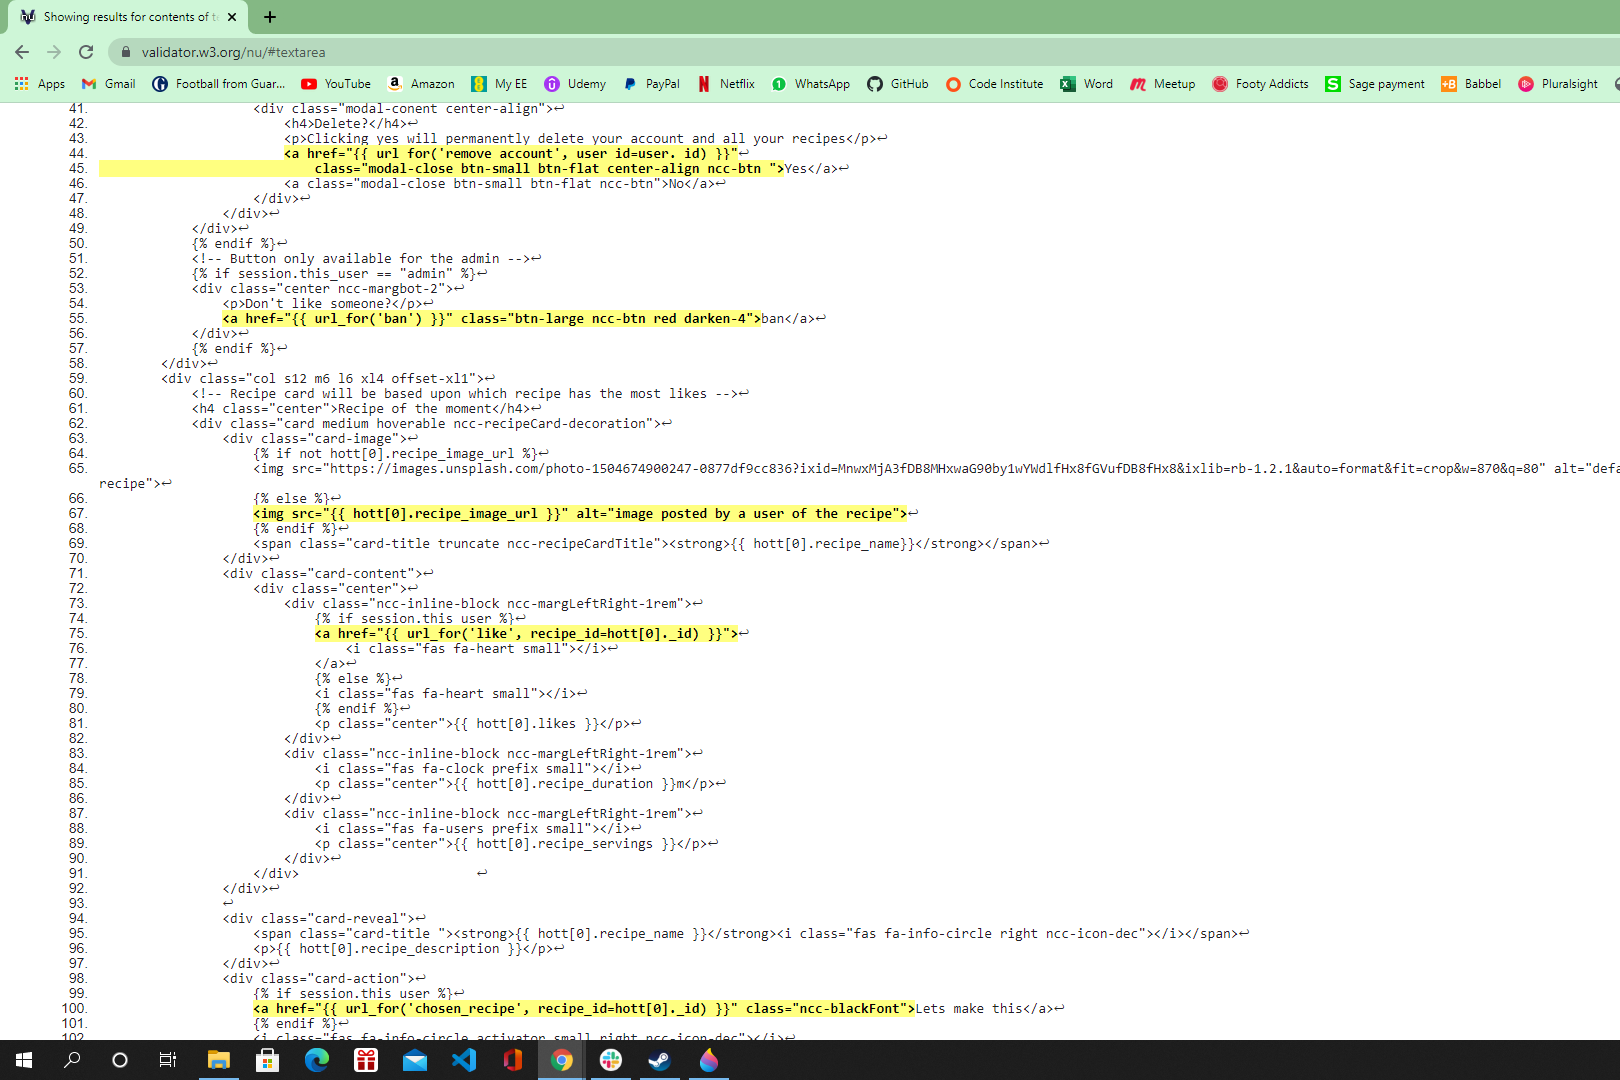 Showing results for contents of t
validator.w3.org/nu/#textarea
Apps Gmail Football from Guar... YouTube Amazon My EE Udemy PayPal Netflix WhatsApp GitHub Code Institute Word Meetup Footy Addicts Sage payment Babbel Pluralsight
41. <div class="modal-conent center-align">↩
42. <h4>Delete?</h4>↩
43. <p>Clicking yes will permanently delete your account and all your recipes</p>↩
44. <a href="{{ url_for('remove_account', user_id=user._id) }}"↩
45. class="modal-close btn-small btn-flat center-align ncc-btn ">Yes</a>↩
46. <a class="modal-close btn-small btn-flat ncc-btn">No</a>↩
47. </div>↩
48. </div>↩
49. </div>↩
50. {% endif %}↩
51. <!-- Button only available for the admin -->↩
52. {% if session.this_user == "admin" %}↩
53. <div class="center ncc-margbot-2">↩
54. <p>Don't like someone?</p>↩
55. <a href="{{ url_for('ban') }}" class="btn-large ncc-btn red darken-4">ban</a>↩
56. </div>↩
57. {% endif %}↩
58. </div>↩
59. <div class="col s12 m6 l6 xl4 offset-xl1">↩
60. <!-- Recipe card will be based upon which recipe has the most likes -->↩
61. <h4 class="center">Recipe of the moment</h4>↩
62. <div class="card medium hoverable ncc-recipeCard-decoration">↩
63. <div class="card-image">↩
64. {% if not hott[0].recipe_image_url %}↩
65. <img src="https://images.unsplash.com/photo-1504674900247-0877df9cc836?ixid=MnwxMjA3fDB8MHxwaG90by1wYWdlfHx8fGVufDB8fHx8&ixlib=rb-1.2.1&auto=format&fit=crop&w=870&q=80" alt="defa
recipe">↩
66. {% else %}↩
67. <img src="{{ hott[0].recipe_image_url }}" alt="image posted by a user of the recipe">↩
68. {% endif %}↩
69. <span class="card-title truncate ncc-recipeCardTitle"><strong>{{ hott[0].recipe_name}}</strong></span>↩
70. </div>↩
71. <div class="card-content">↩
72. <div class="center">↩
73. <div class="ncc-inline-block ncc-margLeftRight-1rem">↩
74. {% if session.this_user %}↩
75. <a href="{{ url_for('like', recipe_id=hott[0]._id) }}">↩
76. <i class="fas fa-heart small"></i>↩
77. </a>↩
78. {% else %}↩
79. <i class="fas fa-heart small"></i>↩
80. {% endif %}↩
81. <p class="center">{{ hott[0].likes }}</p>↩
82. </div>↩
83. <div class="ncc-inline-block ncc-margLeftRight-1rem">↩
84. <i class="fas fa-clock prefix small"></i>↩
85. <p class="center">{{ hott[0].recipe_duration }}m</p>↩
86. </div>↩
87. <div class="ncc-inline-block ncc-margLeftRight-1rem">↩
88. <i class="fas fa-users prefix small"></i>↩
89. <p class="center">{{ hott[0].recipe_servings }}</p>↩
90. </div>↩
91. </div> ↩
92. </div>↩
93. ↩
94. <div class="card-reveal">↩
95. <span class="card-title "><strong>{{ hott[0].recipe_name }}</strong><i class="fas fa-info-circle right ncc-icon-dec"></i></span>↩
96. <p>{{ hott[0].recipe_description }}</p>↩
97. </div>↩
98. <div class="card-action">↩
99. {% if session.this_user %}↩
100. <a href="{{ url_for('chosen_recipe', recipe_id=hott[0]._id) }}" class="ncc-blackFont">Lets make this</a>↩
101. {% endif %}↩
102. <i class="fas fa-info-circle activator small right ncc-icon-dec"></i>↩